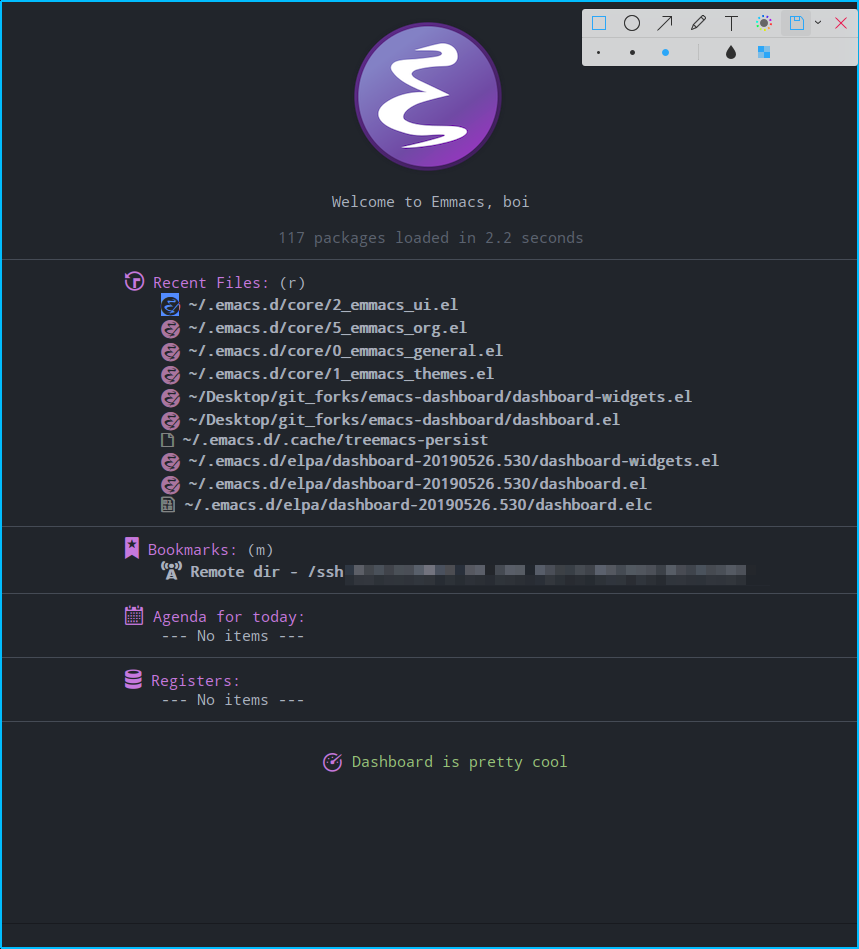 Welcome to Emmacs, boi
117 packages loaded in 2.2 seconds
Recent Files: (r)
~/.emacs.d/core/2_emmacs_ui.el
~/.emacs.d/core/5_emmacs_org.el
~/.emacs.d/core/0_emmacs_general.el
~/.emacs.d/core/1_emmacs_themes.el
~/Desktop/git_forks/emacs-dashboard/dashboard-widgets.el
~/Desktop/git_forks/emacs-dashboard/dashboard.el
~/.emacs.d/.cache/treemacs-persist
~/.emacs.d/elpa/dashboard-20190526.530/dashboard-widgets.el
~/.emacs.d/elpa/dashboard-20190526.530/dashboard.el
~/.emacs.d/elpa/dashboard-20190526.530/dashboard.elc
Bookmarks: (m)
Remote dir - /ssh
Agenda for today:
--- No items ---
Registers:
--- No items ---
Dashboard is pretty cool